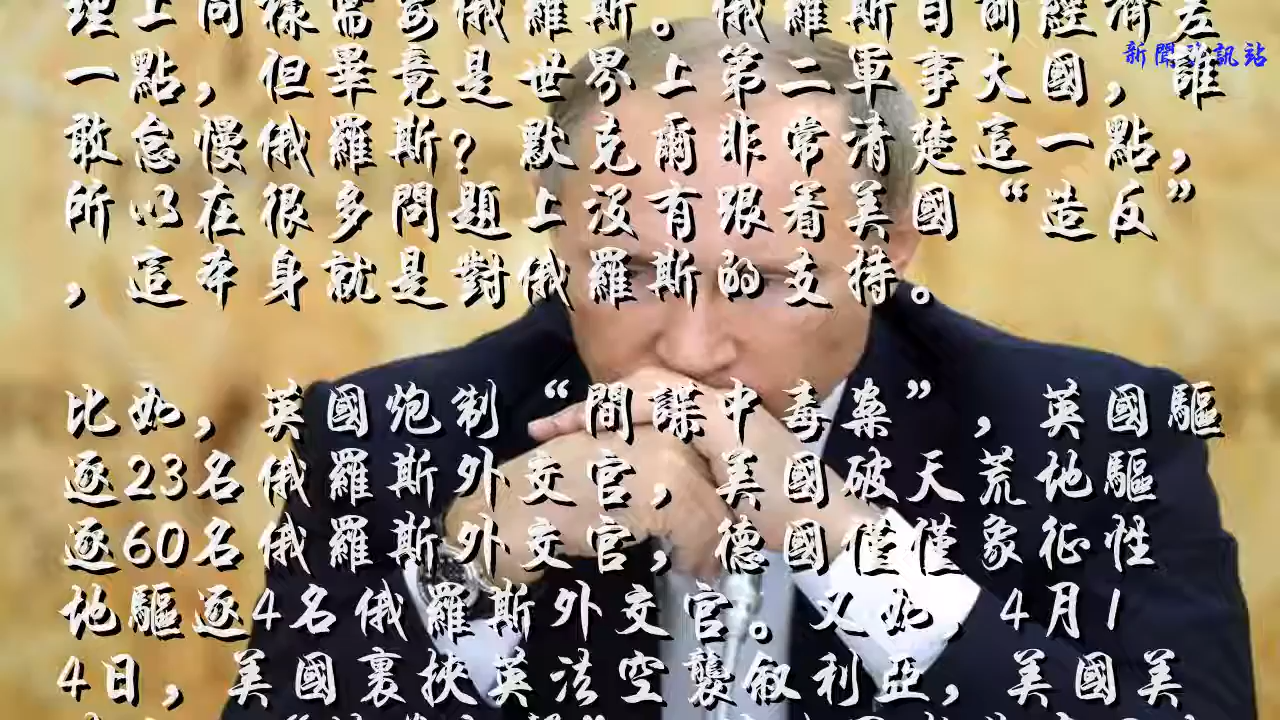 理上同樣需要俄羅斯。俄羅斯目前經濟差
新聞資訊站
一點，但畢竟是世界上第二軍事大國，誰
敢怠慢俄羅斯？默克爾非常清楚這一點，
所以在很多問題上沒有跟着美國“造反”
，這本身就是對俄羅斯的支持。
比如，英國炮制“間諜中毒案”，英國驅
逐23名俄羅斯外交官，美國破天荒地驅
逐60名俄羅斯外交官，德國僅僅象征性
地驅逐4名俄羅斯外交官。又如，4月1
4日，美國裏挾英法空襲叙利亞，美國美